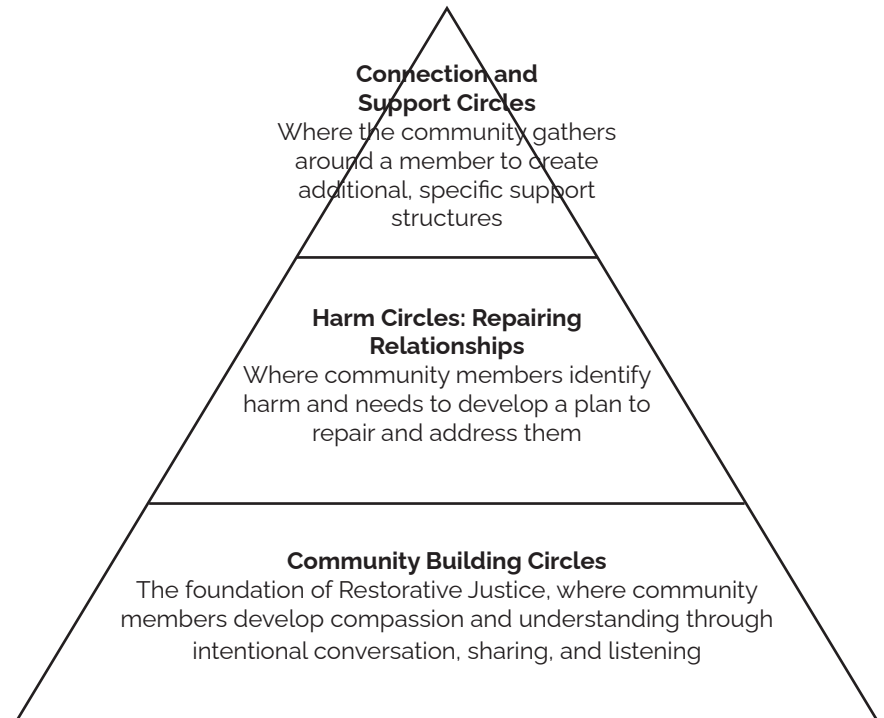 Connection and
Support Circles
Where the community gathers
around a member to create
additional, specific support
structures
Harm Circles: Repairing
Relationships
Where community members identify
harm and needs to develop a plan to
repair and address them
Community Building Circles
The foundation of Restorative Justice, where community
members develop compassion and understanding through
intentional conversation, sharing, and listening